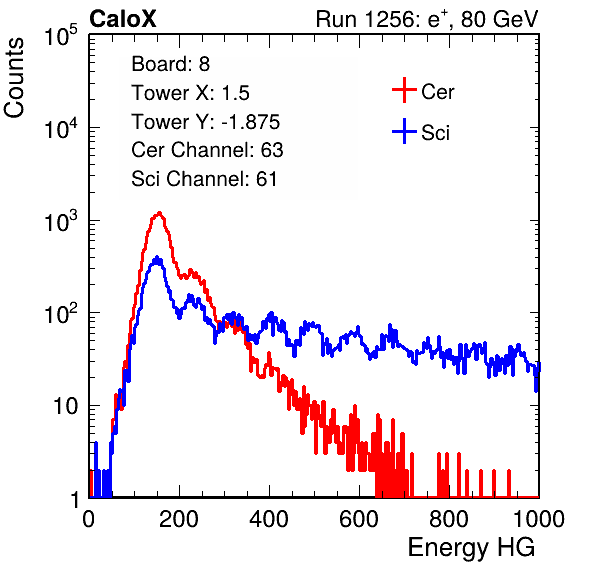 CaloX Run 1256: e⁺, 80 GeV
Counts
Board: 8
Tower X: 1.5
Tower Y: -1.875
Cer Channel: 63
Sci Channel: 61
Cer
Sci
10⁵
10⁴
10³
10²
10
1
0 200 400 600 800 1000
Energy HG